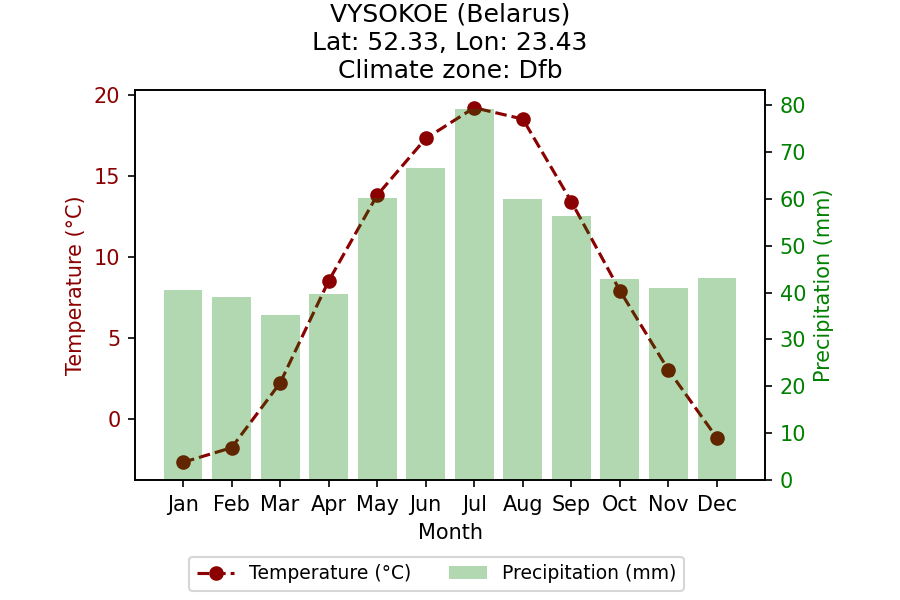 VYSOKOE (Belarus)
Lat: 52.33, Lon: 23.43
Climate zone: Dfb
Temperature (°C)
20
15
10
5
0
80
70
60
50
40
30
20
10
0
Precipitation (mm)
Jan Feb Mar Apr May Jun Jul Aug Sep Oct Nov Dec
Month
Temperature (°C) Precipitation (mm)